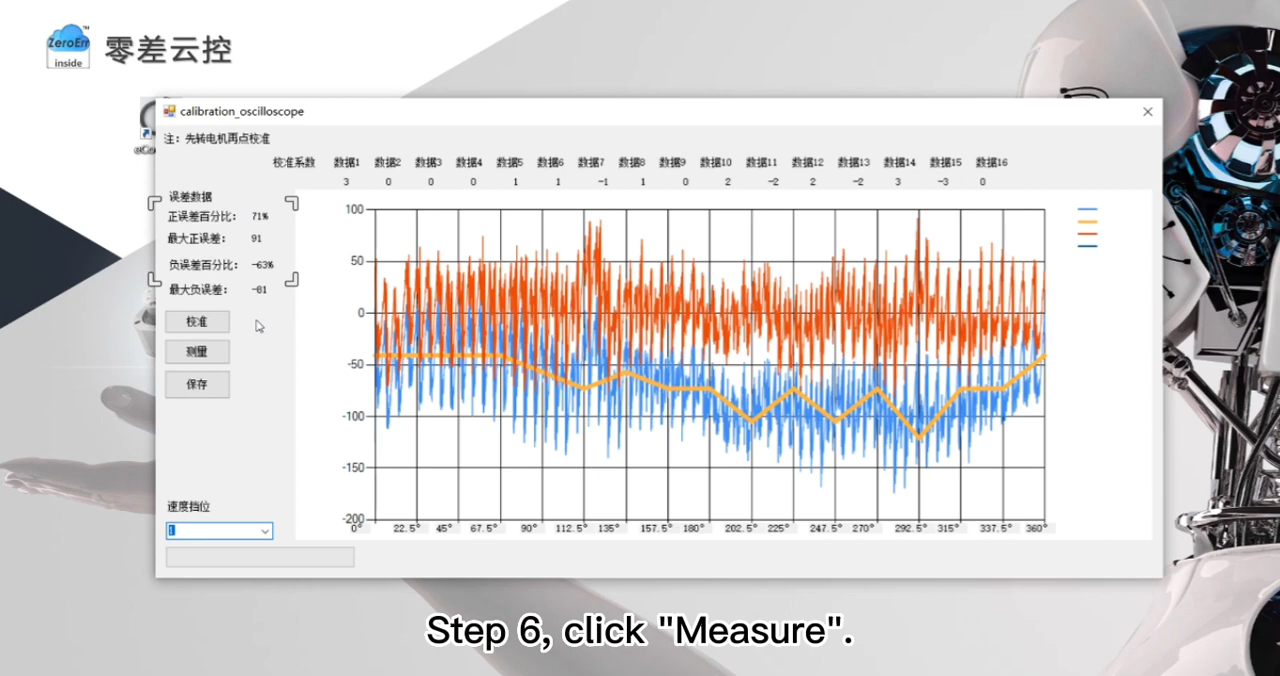 ZeroErr
TM
inside
零差云控
calibration_oscilloscope
注: 先转电机再点校准
校准系数 数据1 数据2 数据3 数据4 数据5 数据6 数据7 数据8 数据9 数据10 数据11 数据12 数据13 数据14 数据15 数据16
3 0 0 0 1 1 -1 1 0 2 -2 2 -2 3 -3 0
误差数据
正误差百分比: 71%
最大正误差: 91
负误差百分比: -63%
最大负误差: -81
校准
测量
保存
速度挡位
1
100
50
0
-50
-100
-150
-200
0° 22.5° 45° 67.5° 90° 112.5° 135° 157.5° 180° 202.5° 225° 247.5° 270° 292.5° 315° 337.5° 360°
Step 6, click "Measure".